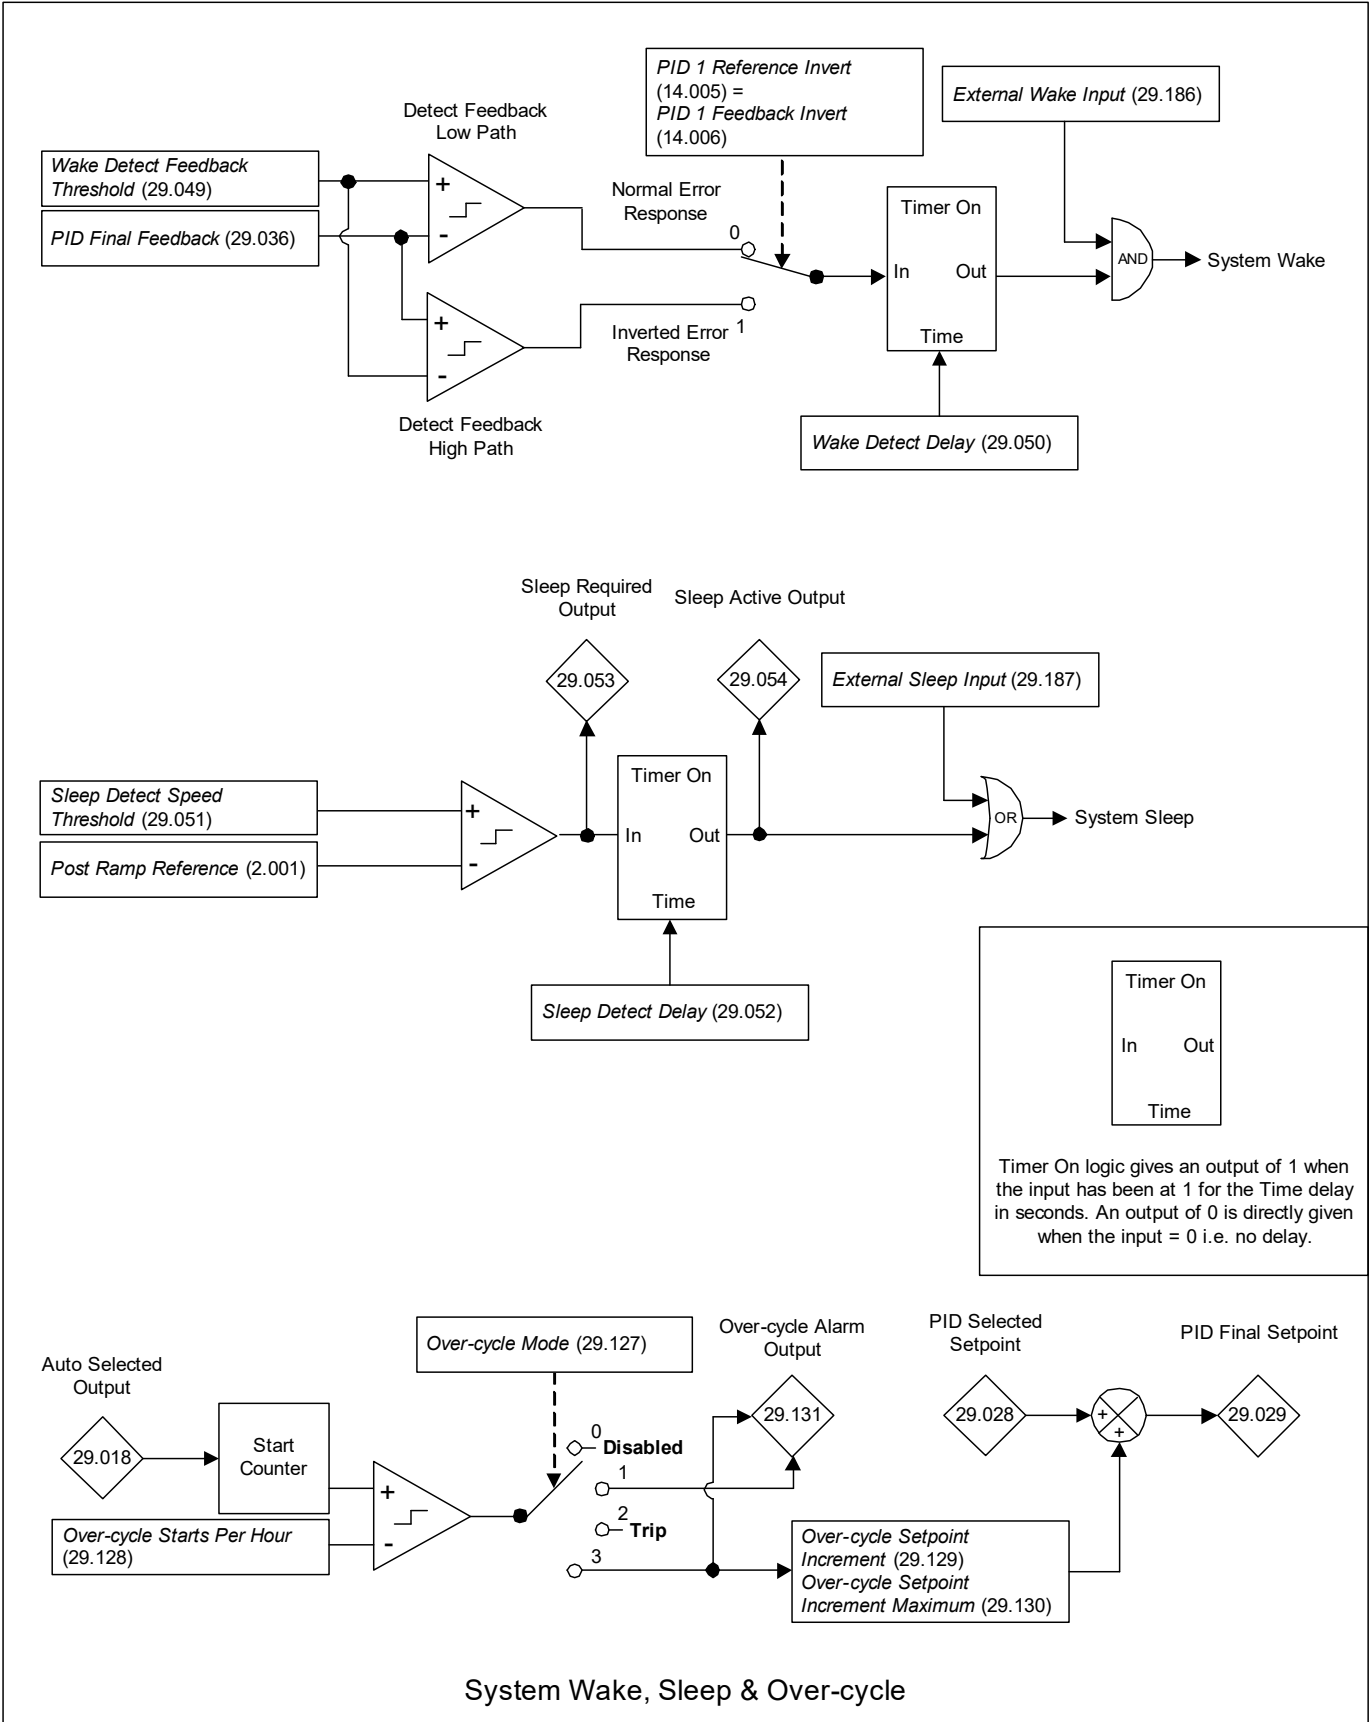 PID 1 Reference Invert
(14.005) =
PID 1 Feedback Invert
(14.006)
External Wake Input (29.186)
Detect Feedback
Low Path
Wake Detect Feedback
Threshold (29.049)
PID Final Feedback (29.036)
+
-
Normal Error
Response
0
Timer On
In
Out
Time
AND
System Wake
+
-
Inverted Error
Response
1
Detect Feedback
High Path
Wake Detect Delay (29.050)
Sleep Required
Output
Sleep Active Output
29.053
29.054
External Sleep Input (29.187)
Sleep Detect Speed
Threshold (29.051)
Post Ramp Reference (2.001)
+
-
Timer On
In
Out
Time
OR
System Sleep
Sleep Detect Delay (29.052)
Timer On
In
Out
Time
Timer On logic gives an output of 1 when
the input has been at 1 for the Time delay
in seconds. An output of 0 is directly given
when the input = 0 i.e. no delay.
Auto Selected
Output
29.018
Start
Counter
Over-cycle Starts Per Hour
(29.128)
+
-
Over-cycle Mode (29.127)
0
Disabled
1
2
Trip
3
Over-cycle Alarm
Output
29.131
PID Selected
Setpoint
29.028
+
+
PID Final Setpoint
29.029
Over-cycle Setpoint
Increment (29.129)
Over-cycle Setpoint
Increment Maximum (29.130)
System Wake, Sleep & Over-cycle